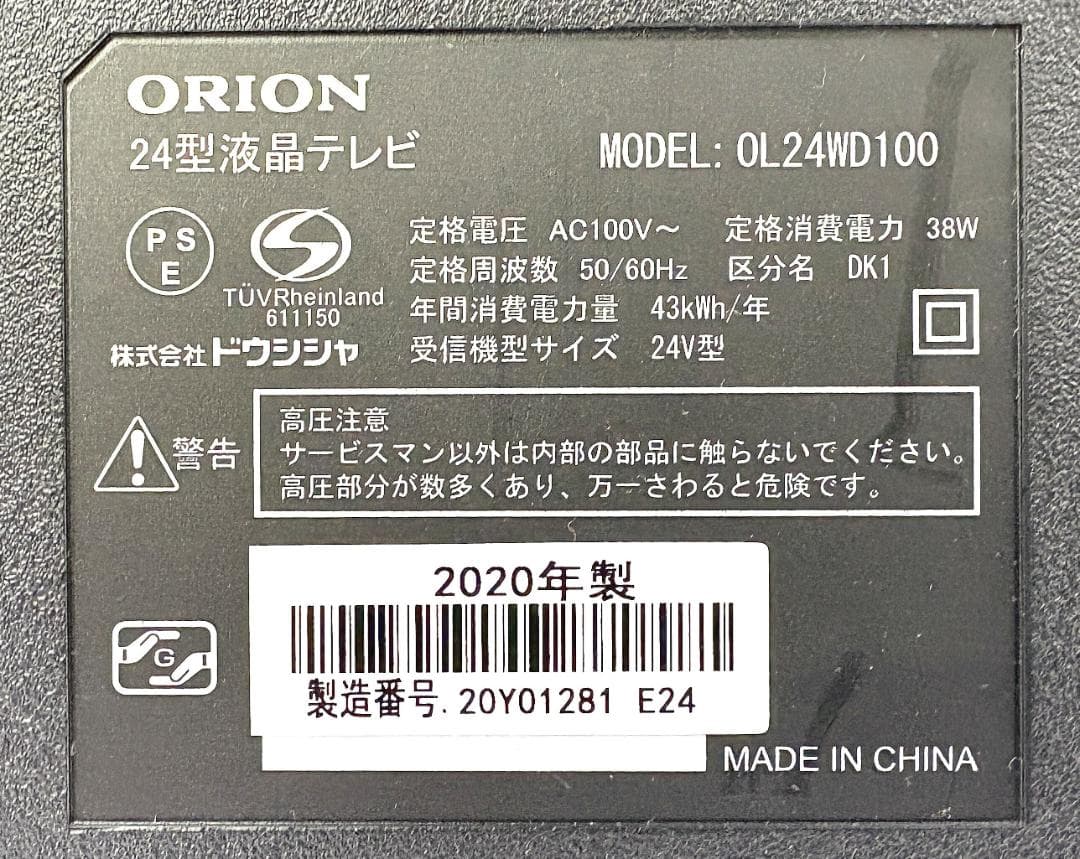 ORION
24型液晶テレビ MODEL: OL24WD100
PS
E
TÜVRheinland
611150
株式会社ドウシシャ
定格電圧 AC100V～ 定格消費電力 38W
定格周波数 50/60Hz 区分名 DK1
年間消費電力量 43kWh/年
受信機型サイズ 24V型
警告
高圧注意
サービスマン以外は内部の部品に触らないでください。
高圧部分が数多くあり、万一さわると危険です。
2020年製
製造番号. 20Y01281 E24
G
MADE IN CHINA